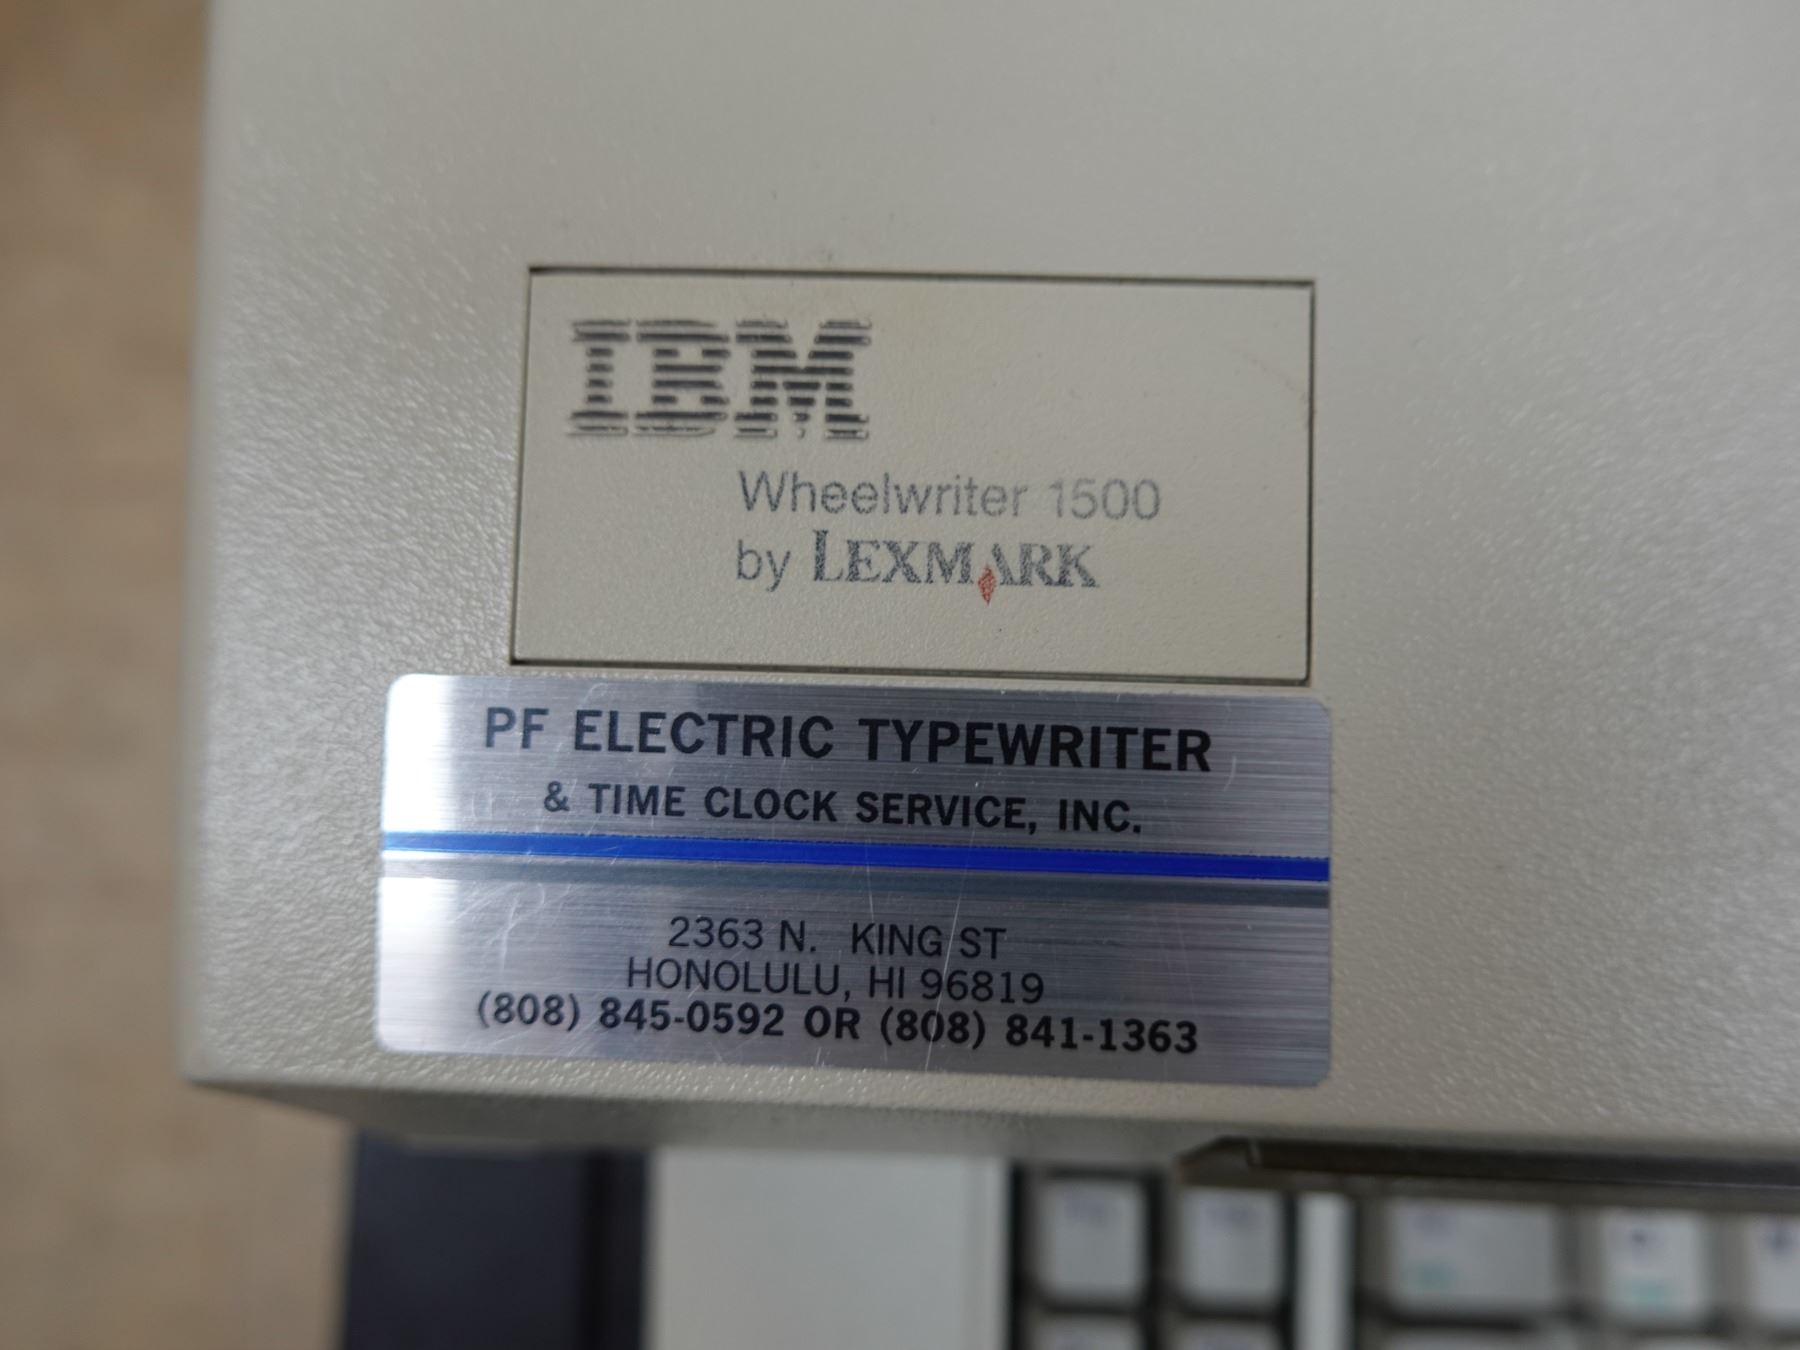 IBM
Wheelwriter 1500
by LEXMARK
PF ELECTRIC TYPEWRITER
& TIME CLOCK SERVICE, INC.
2363 N. KING ST
HONOLULU, HI 96819
(808) 845-0592 OR (808) 841-1363